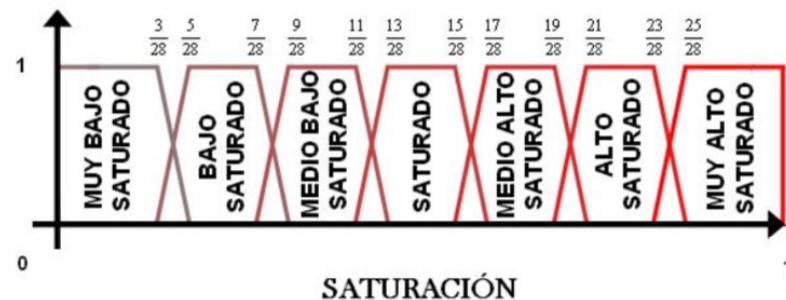 3/28 5/28 7/28 9/28 11/28 13/28 15/28 17/28 19/28 21/28 23/28 25/28
1
MUY BAJO
SATURADO
BAJO
SATURADO
MEDIO BAJO
SATURADO
SATURADO
MEDIO ALTO
SATURADO
ALTO
SATURADO
MUY ALTO
SATURADO
0
SATURACIÓN